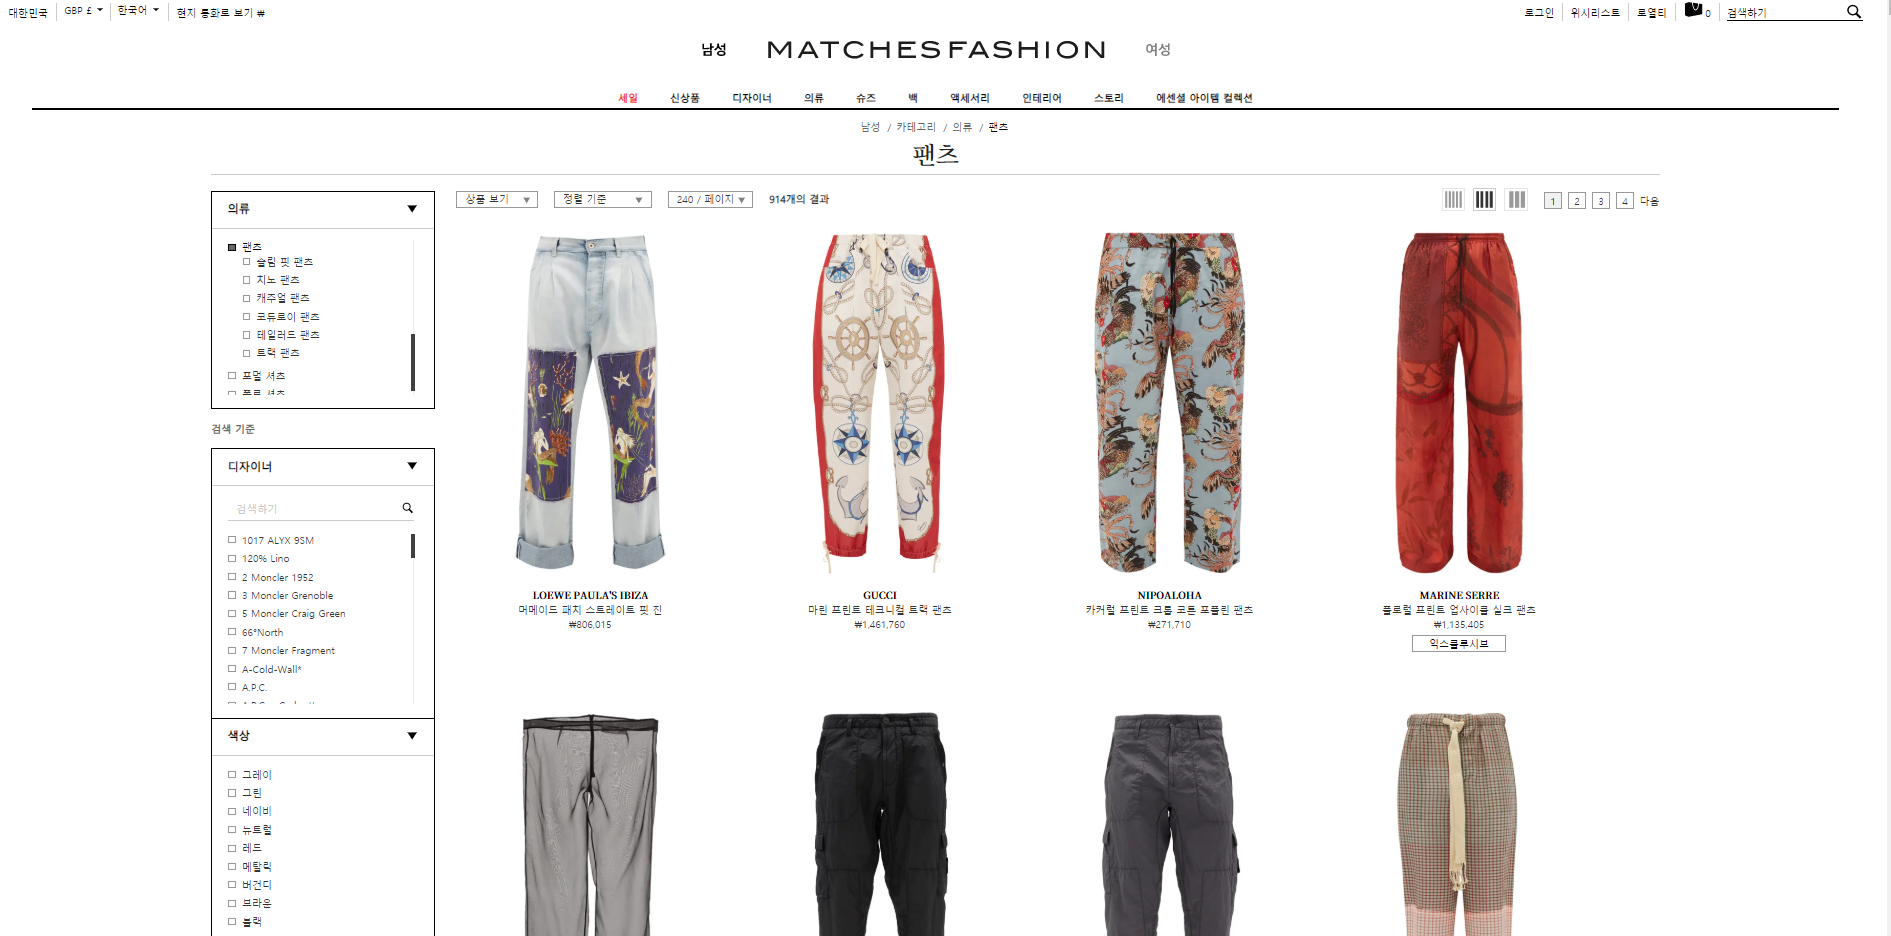 대한민국 GBP £ 한국어 현지 통화로 보기 ₩ 로그인 위시리스트 로열티 0 검색하기
남성 MATCHESFASHION 여성
세일 신상품 디자이너 의류 슈즈 백 액세서리 인테리어 스토리 에센셜 아이템 컬렉션
남성 / 카테고리 / 의류 / 팬츠
팬츠
의류
팬츠
슬림 핏 팬츠
치노 팬츠
캐주얼 팬츠
코듀로이 팬츠
테일러드 팬츠
트랙 팬츠
포멀 셔츠
폴로 셔츠
검색 기준
디자이너
검색하기
1017 ALYX 9SM
120% Lino
2 Moncler 1952
3 Moncler Grenoble
5 Moncler Craig Green
66°North
7 Moncler Fragment
A-Cold-Wall*
A.P.C.
색상
그레이
그린
네이비
뉴트럴
레드
메탈릭
버건디
브라운
블랙
상품 보기 정렬 기준 240 / 페이지 914개의 결과 1 2 3 4 다음
LOEWE PAULA'S IBIZA
머메이드 패치 스트레이트 핏 진
₩806,015
GUCCI
마린 프린트 테크니컬 트랙 팬츠
₩1,461,760
NIPOALOHA
카커럴 프린트 크롭 코튼 포플린 팬츠
₩271,710
MARINE SERRE
플로럴 프린트 업사이클 실크 팬츠
₩1,135,405
익스클루시브